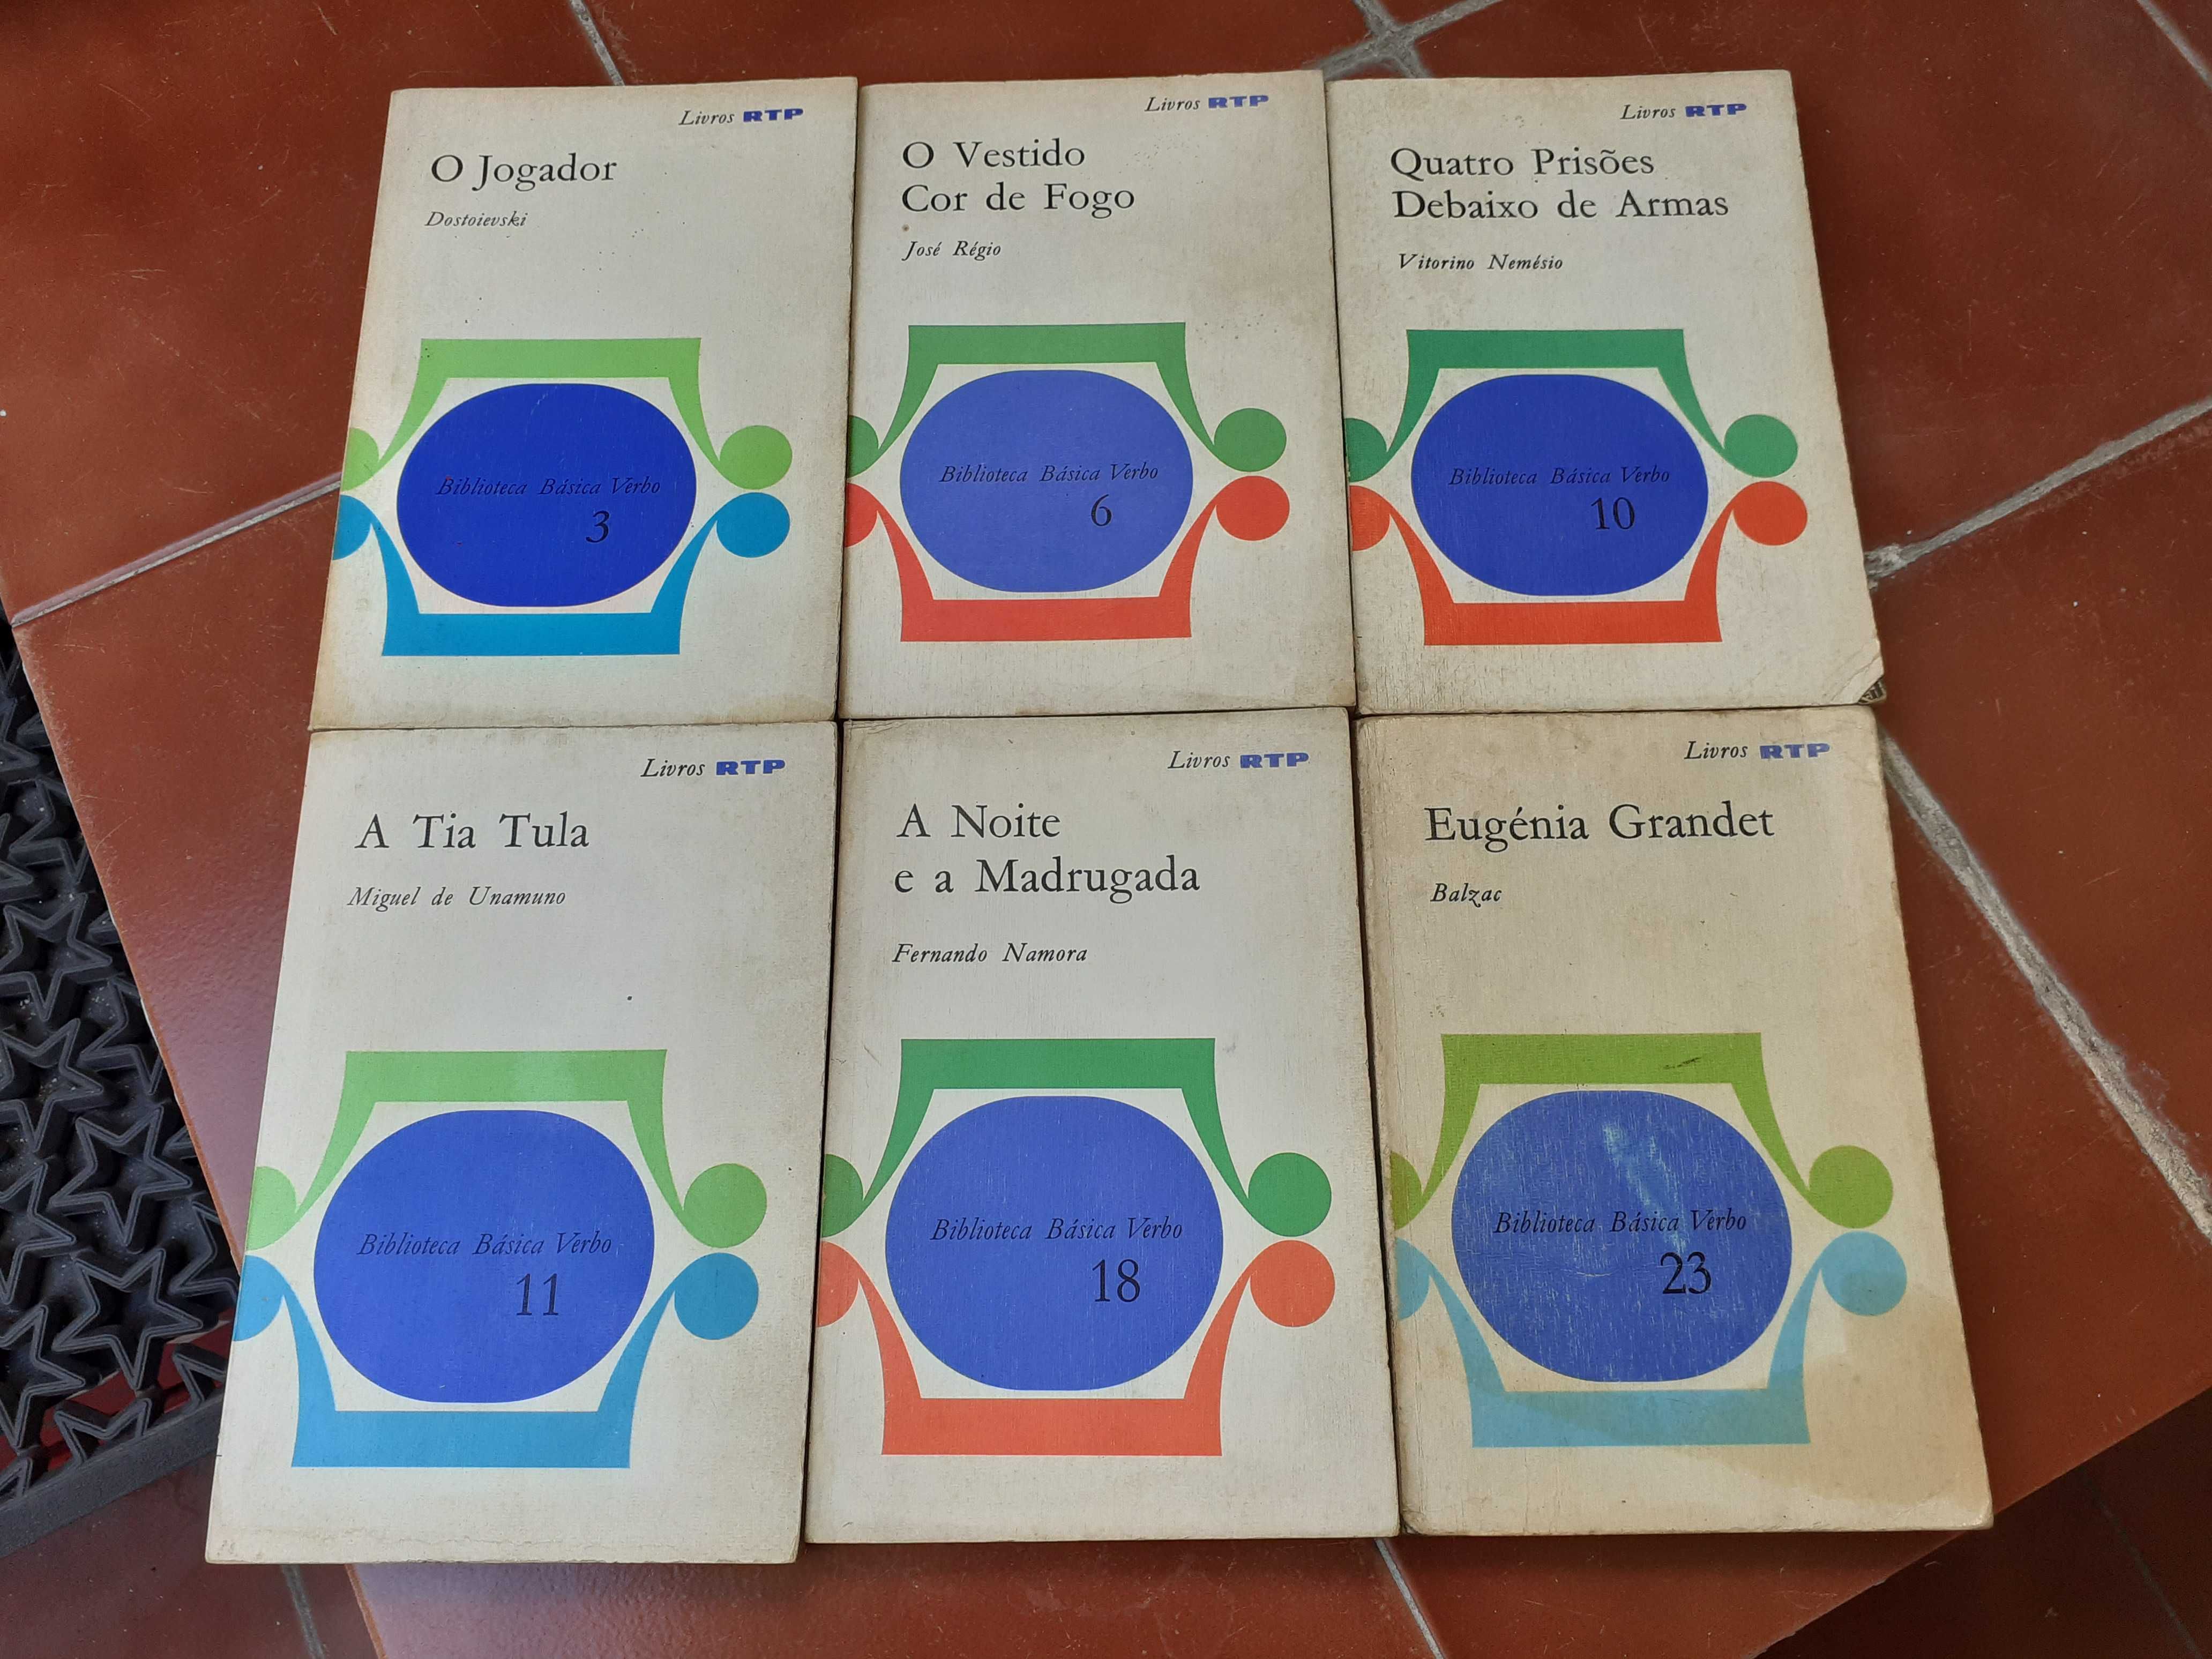 Livros RTP
O Jogador
Dostoievski
Biblioteca Básica Verbo
3
Livros RTP
O Vestido
Cor de Fogo
José Régio
Biblioteca Básica Verbo
6
Livros RTP
Quatro Prisões
Debaixo de Armas
Vitorino Nemésio
Biblioteca Básica Verbo
10
Livros RTP
A Tia Tula
Miguel de Unamuno
Biblioteca Básica Verbo
11
Livros RTP
A Noite
e a Madrugada
Fernando Namora
Biblioteca Básica Verbo
18
Livros RTP
Eugénia Grandet
Balzac
Biblioteca Básica Verbo
23